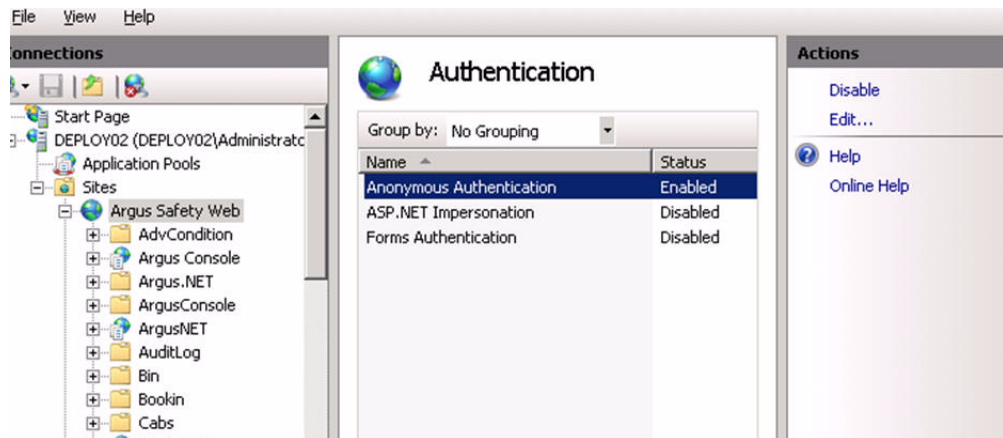 File View Help
onnections
Start Page
DEPLOY02 (DEPLOY02\Administratc
Application Pools
Sites
Argus Safety Web
AdvCondition
Argus Console
Argus.NET
ArgusConsole
ArgusNET
AuditLog
Bin
Bookin
Cabs
Authentication
Group by: No Grouping
Name Status
Anonymous Authentication Enabled
ASP.NET Impersonation Disabled
Forms Authentication Disabled
Actions
Disable
Edit...
Help
Online Help